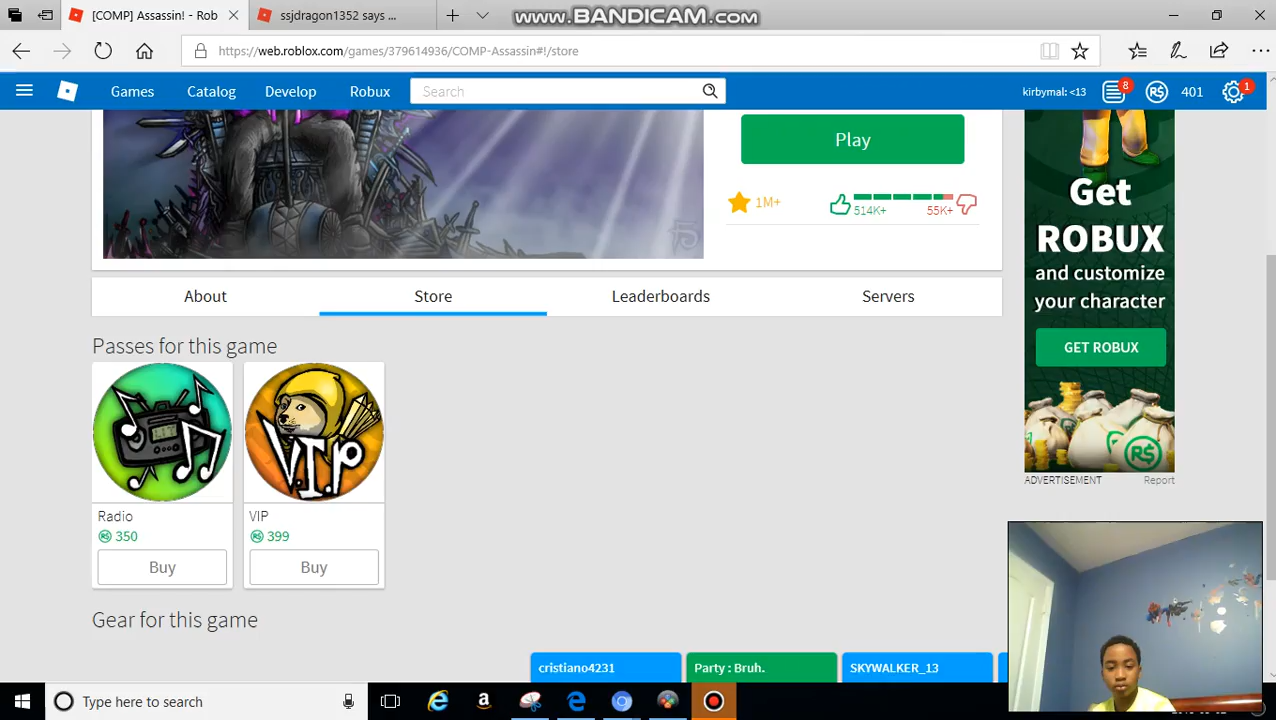 [COMP] Assassin! - Rob
ssjdragon1352 says ...
www.BANDICAM.com
https://web.roblox.com/games/379614936/COMP-Assassin#!/store
Games
Catalog
Develop
Robux
Search
kirbymal: <13
8
R$
401
1
Play
1M+
514K+
55K+
Get
ROBUX
and customize
your character
GET ROBUX
R$
ADVERTISEMENT
Report
About
Store
Leaderboards
Servers
Passes for this game
V.I.P
Radio
R$ 350
Buy
VIP
R$ 399
Buy
Gear for this game
cristiano4231
Party : Bruh.
SKYWALKER_13
Type here to search